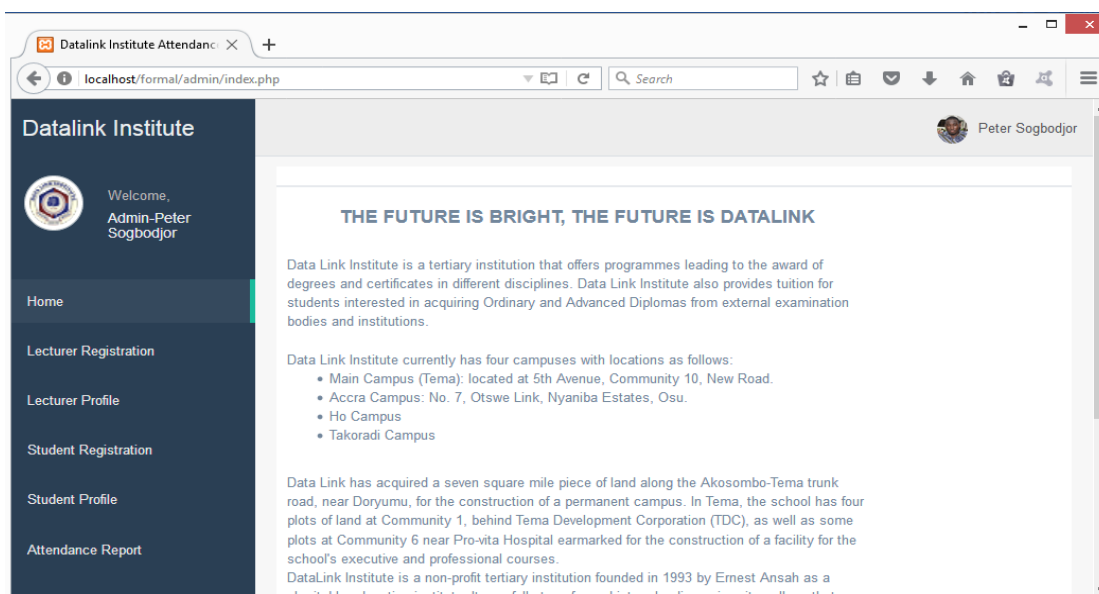 Datalink Institute Attendanc
localhost/formal/admin/index.php
Search
Datalink Institute
Peter Sogbodjor
Welcome,
Admin-Peter
Sogbodjor
Home
Lecturer Registration
Lecturer Profile
Student Registration
Student Profile
Attendance Report
THE FUTURE IS BRIGHT, THE FUTURE IS DATALINK
Data Link Institute is a tertiary institution that offers programmes leading to the award of
degrees and certificates in different disciplines. Data Link Institute also provides tuition for
students interested in acquiring Ordinary and Advanced Diplomas from external examination
bodies and institutions.
Data Link Institute currently has four campuses with locations as follows:
• Main Campus (Tema): located at 5th Avenue, Community 10, New Road.
• Accra Campus: No. 7, Otswe Link, Nyaniba Estates, Osu.
• Ho Campus
• Takoradi Campus
Data Link has acquired a seven square mile piece of land along the Akosombo-Tema trunk
road, near Doryumu, for the construction of a permanent campus. In Tema, the school has four
plots of land at Community 1, behind Tema Development Corporation (TDC), as well as some
plots at Community 6 near Pro-vita Hospital earmarked for the construction of a facility for the
school's executive and professional courses.
DataLink Institute is a non-profit tertiary institution founded in 1993 by Ernest Ansah as a